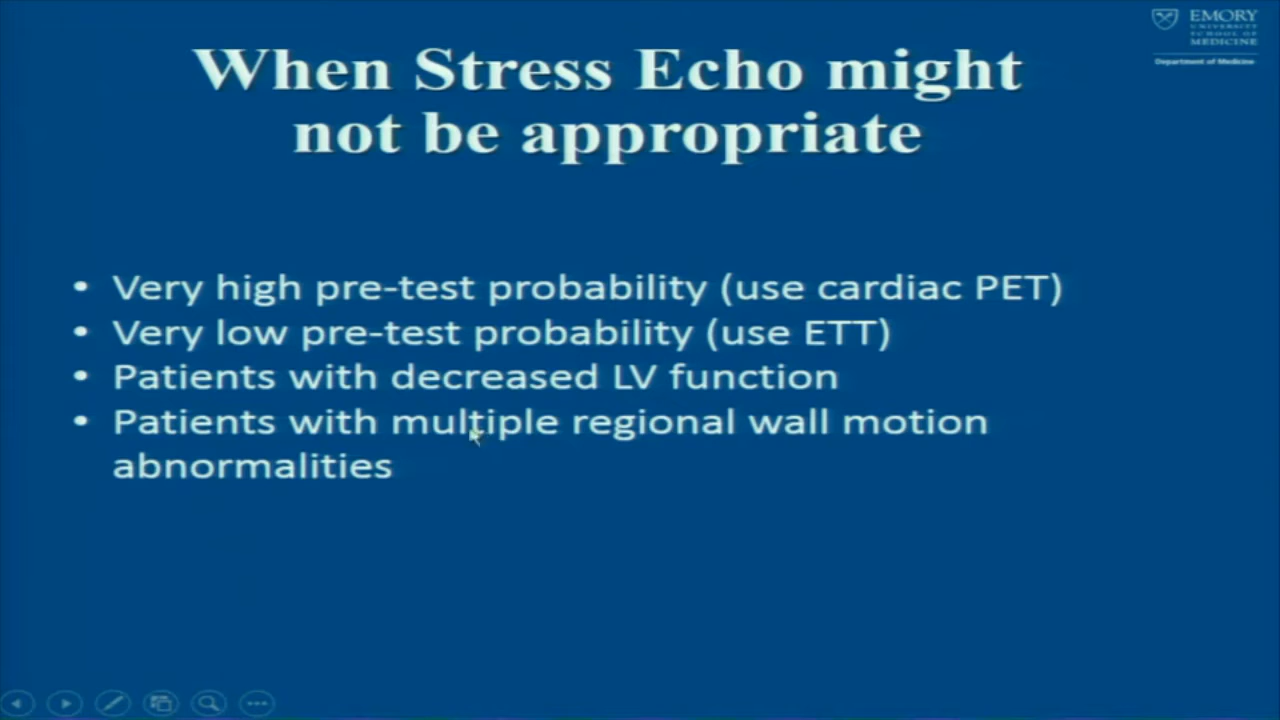 EMORY
UNIVERSITY
SCHOOL OF
MEDICINE
Department of Medicine
When Stress Echo might
not be appropriate
• Very high pre-test probability (use cardiac PET)
• Very low pre-test probability (use ETT)
• Patients with decreased LV function
• Patients with multiple regional wall motion
abnormalities